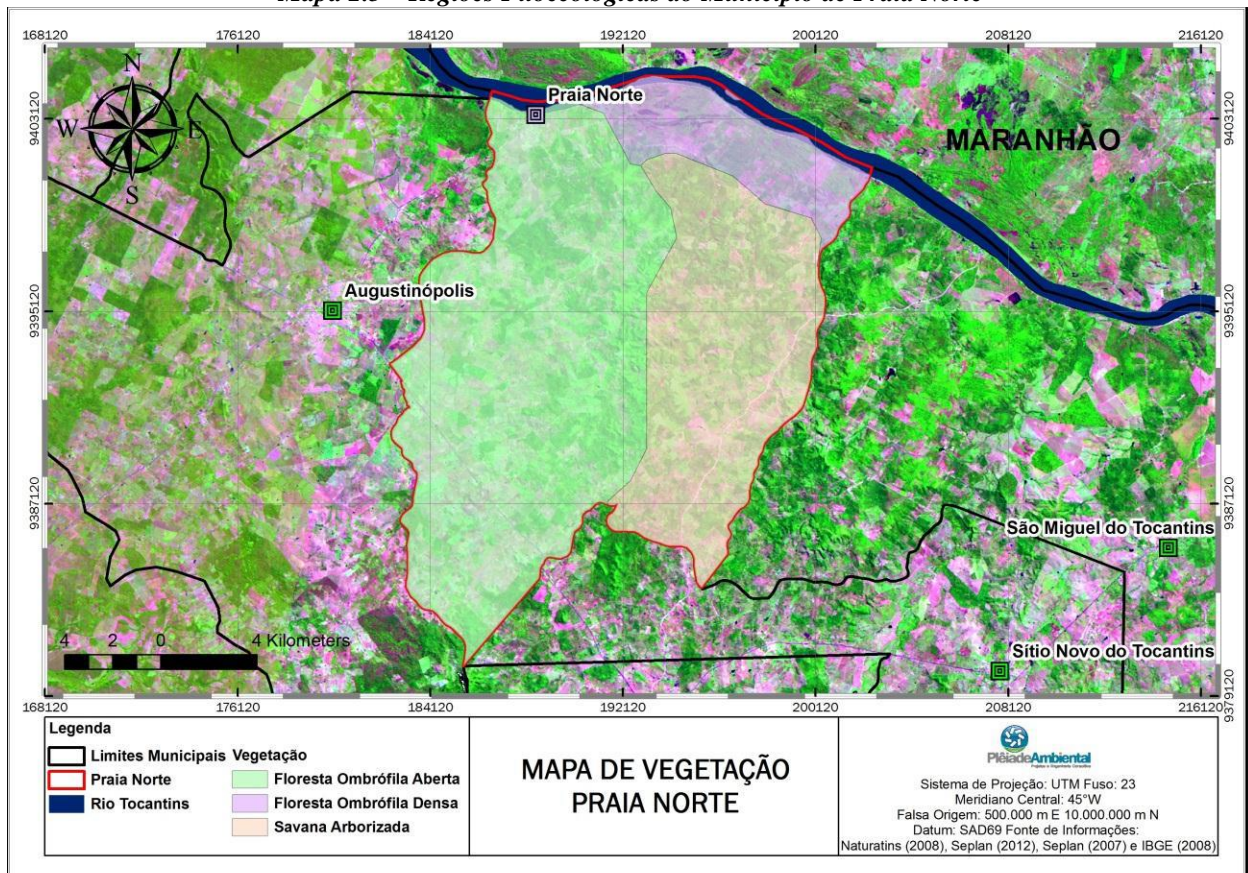 Mapa 2.3 – Regiões Fitoecológicas do Município de Praia Norte
168120 176120 184120 192120 200120 208120 216120
N
W E
S
9403120
9395120
9387120
9379120
Praia Norte
MARANHÃO
Augustinópolis
São Miguel do Tocantins
Sítio Novo do Tocantins
4 2 0 4 Kilometers
9403120
9395120
9387120
9379120
168120 176120 184120 192120 200120 208120 216120
Legenda
Limites Municipais
Praia Norte
Rio Tocantins
Vegetação
Floresta Ombrófila Aberta
Floresta Ombrófila Densa
Savana Arborizada
MAPA DE VEGETAÇÃO
PRAIA NORTE
PlêiadeAmbiental
Sistema de Projeção: UTM Fuso: 23
Meridiano Central: 45°W
Falsa Origem: 500.000 m E 10.000.000 m N
Datum: SAD69 Fonte de Informações:
Naturatins (2008), Seplan (2012), Seplan (2007) e IBGE (2008)